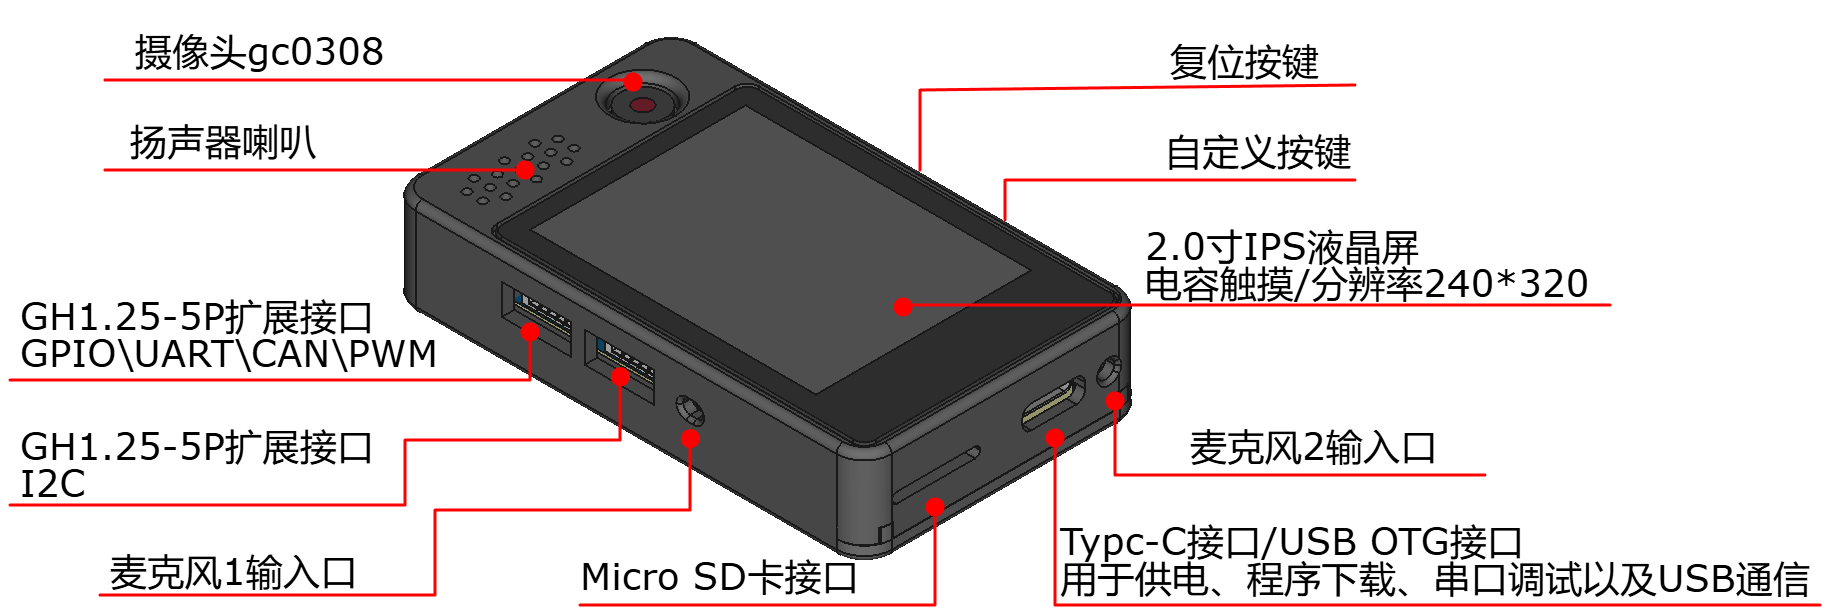 摄像头gc0308
扬声器喇叭
GH1.25-5P扩展接口
GPIO\UART\CAN\PWM
GH1.25-5P扩展接口
I2C
麦克风1输入口
复位按键
自定义按键
2.0寸IPS液晶屏
电容触摸/分辨率240*320
麦克风2输入口
Typc-C接口/USB OTG接口
用于供电、程序下载、串口调试以及USB通信
Micro SD卡接口